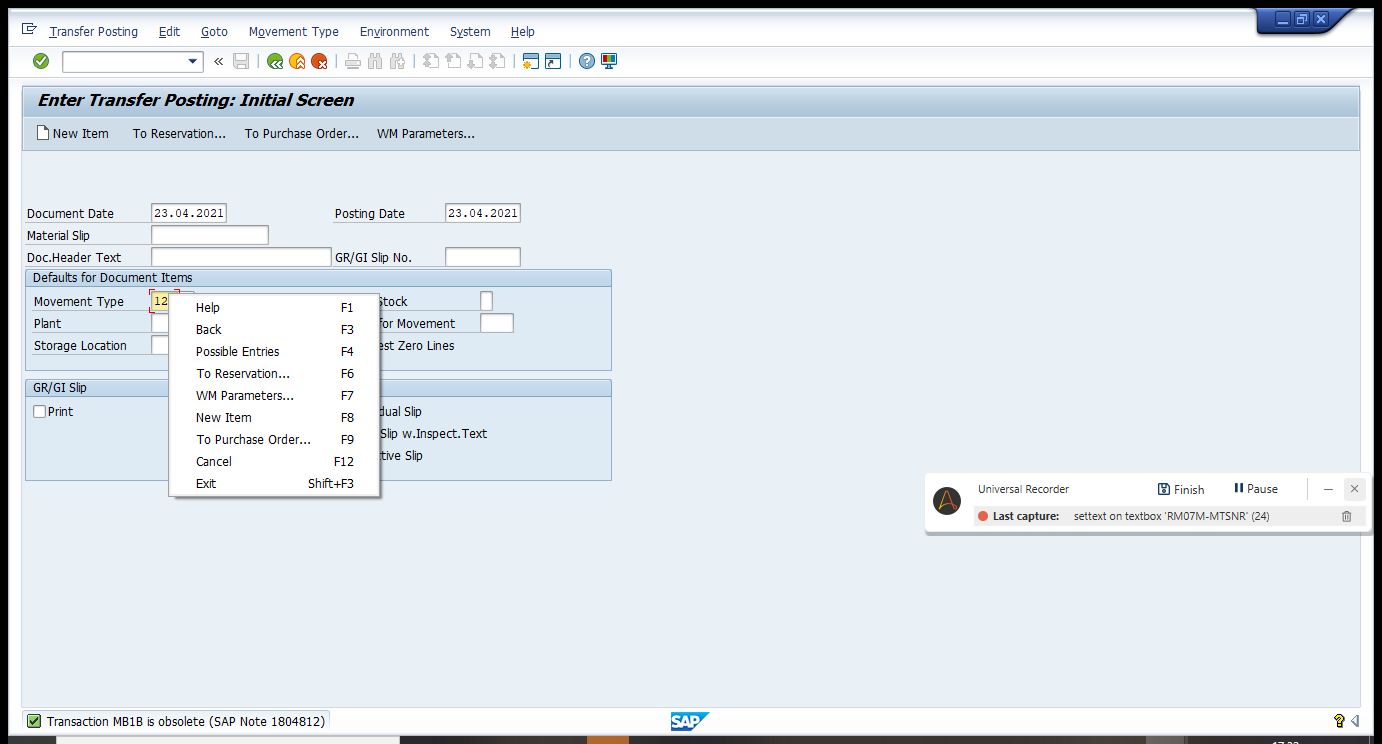 Transfer Posting Edit Goto Movement Type Environment System Help
Enter Transfer Posting: Initial Screen
New Item To Reservation... To Purchase Order... WM Parameters...
Document Date 23.04.2021 Posting Date 23.04.2021
Material Slip
Doc.Header Text GR/GI Slip No.
Defaults for Document Items
Movement Type 12 Stock
Plant for Movement
Storage Location est Zero Lines
GR/GI Slip
Print dual Slip
Slip w.Inspect.Text
tive Slip
Help F1
Back F3
Possible Entries F4
To Reservation... F6
WM Parameters... F7
New Item F8
To Purchase Order... F9
Cancel F12
Exit Shift+F3
Universal Recorder Finish Pause
Last capture: settext on textbox 'RM07M-MTSNR' (24)
Transaction MB1B is obsolete (SAP Note 1804812) SAP